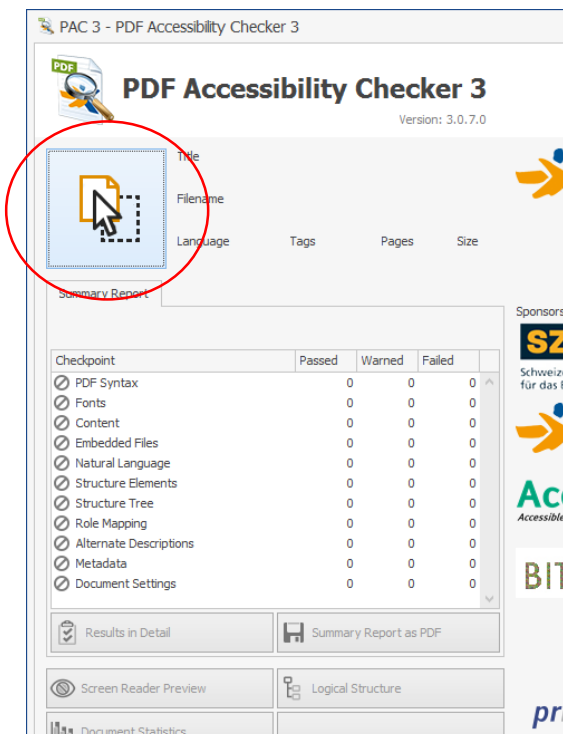 PAC 3 - PDF Accessibility Checker 3
PDF
PDF Accessibility Checker 3
Version: 3.0.7.0
Title
Filename
Language Tags Pages Size
Summary Report
Sponsors
SZ
Schweize
für das
Checkpoint Passed Warned Failed
PDF Syntax 0 0 0
Fonts 0 0 0
Content 0 0 0
Embedded Files 0 0 0
Natural Language 0 0 0
Structure Elements 0 0 0
Structure Tree 0 0 0
Role Mapping 0 0 0
Alternate Descriptions 0 0 0
Metadata 0 0 0
Document Settings 0 0 0
Acc
Accessible
BIT
Results in Detail Summary Report as PDF
Screen Reader Preview Logical Structure
Document Statistics
pr